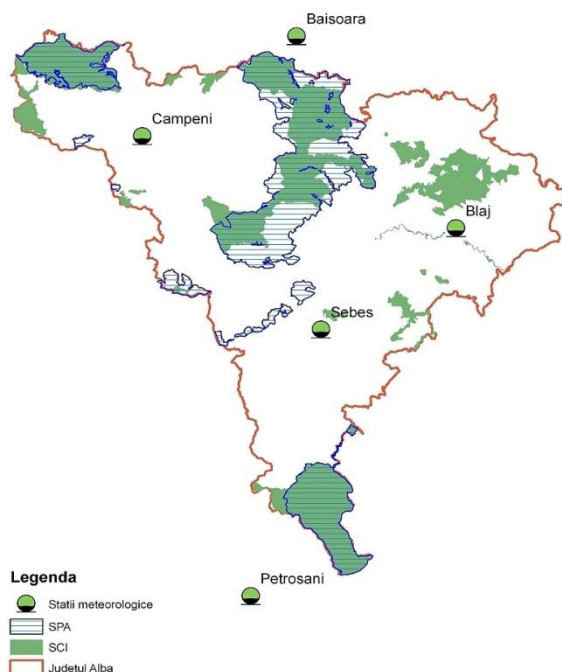 Baisoara
Campeni
Blaj
Sebes
Petrosani
Legenda
Statii meteorologice
SPA
SCI
Judetul Alba